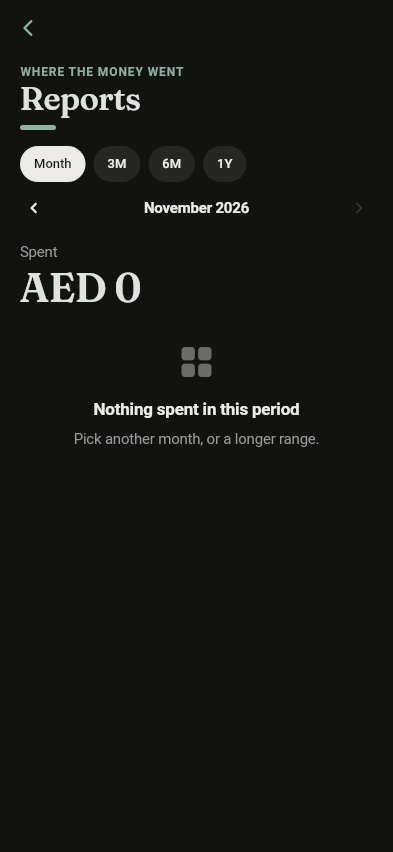 WHERE THE MONEY WENT
Reports
Month 3M 6M 1Y
November 2026
Spent
AED 0
Nothing spent in this period
Pick another month, or a longer range.